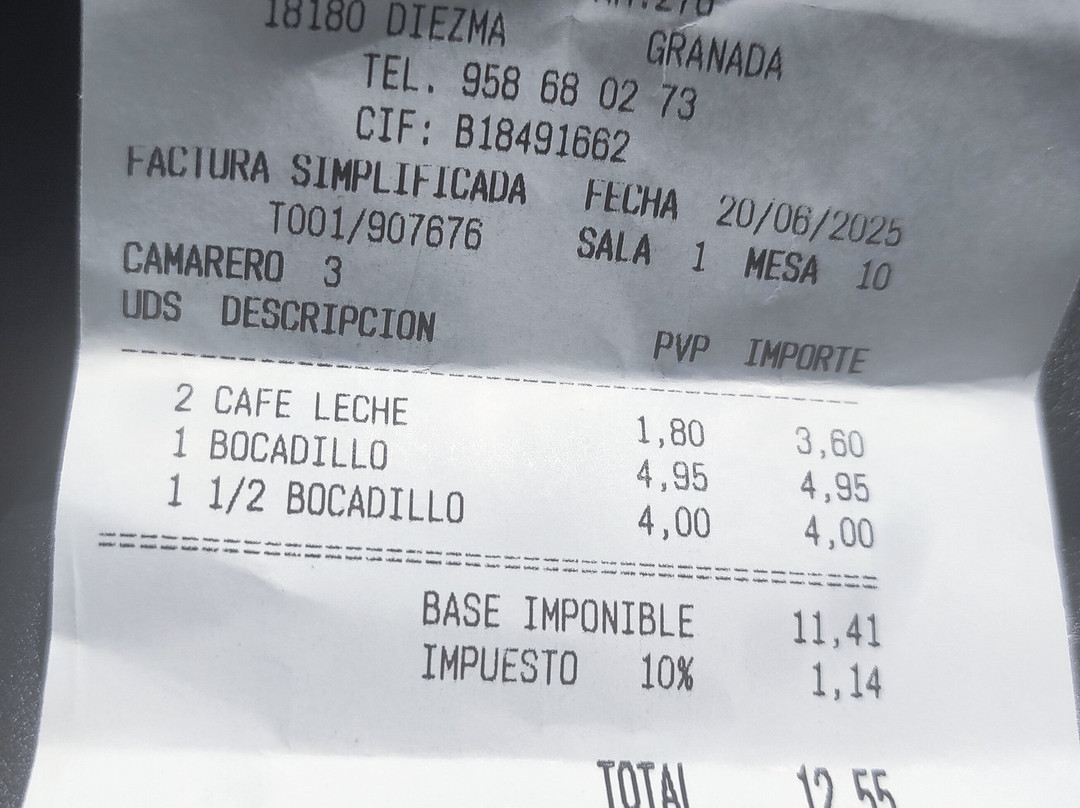 18180 DIEZMA GRANADA
TEL. 958 68 02 73
CIF: B18491662
FACTURA SIMPLIFICADA FECHA 20/06/2025
T001/907676 SALA 1 MESA 10
CAMARERO 3
UDS DESCRIPCION PVP IMPORTE
2 CAFE LECHE 1,80 3,60
1 BOCADILLO 4,95 4,95
1 1/2 BOCADILLO 4,00 4,00
BASE IMPONIBLE 11,41
IMPUESTO 10% 1,14
TOTAL 12,55